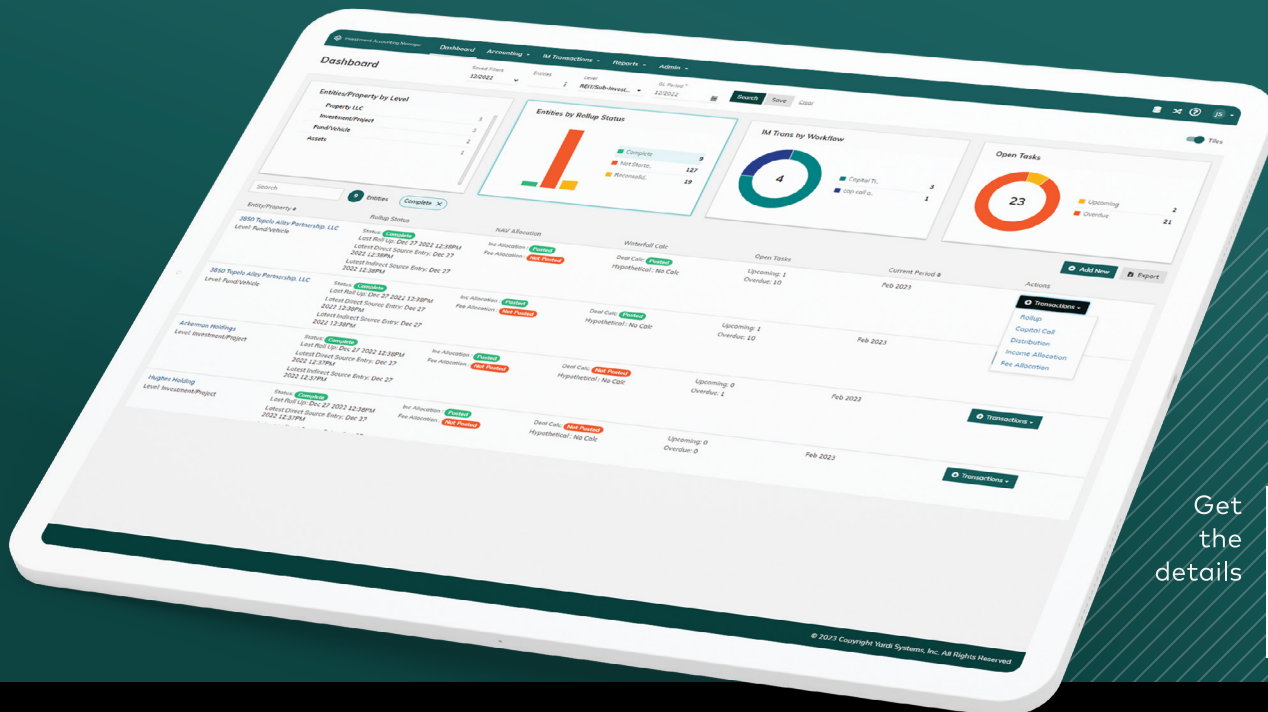 Investment Accounting Manager Dashboard Accounting IM Transactions Reports Admin
JS
Dashboard
Saved Filters Entities Level GL Period *
12/2022 REIT/Sub-Invest... 12/2022 Search Save Clear
Tiles
Entities/Property by Level
Property LLC 3
Investment/Project 3
Fund/Vehicle 2
Assets 1
Entities by Rollup Status
Complete 9
Not Starte.. 127
Reconcilid.. 19
IM Trans by Workflow
4
Capital Tr.. 3
cap call a.. 1
Open Tasks
23
Upcoming 2
Overdue 21
Search 9 Entities Complete X
Add New Export
Entity/Property # Rollup Status NAV Allocation Waterfall Calc Open Tasks Current Period # Actions
3850 Tupelo Alley Partnership, LLC
Level: Fund/Vehicle
Status: Complete
Last Roll Up: Dec 27 2022 12:38PM
Latest Direct Source Entry: Dec 27
2022 12:38PM
Latest Indirect Source Entry: Dec 27
2022 12:38PM
Inc Allocation : Posted
Fee Allocation : Not Posted
Deal Calc: Posted
Hypothetical : No Calc
Upcoming: 1
Overdue: 10
Feb 2023
Transactions
Rollup
Capital Call
Distribution
Income Allocation
Fee Allocation
3850 Tupelo Alley Partnership, LLC
Level: Fund/Vehicle
Status: Complete
Last Roll Up: Dec 27 2022 12:38PM
Latest Direct Source Entry: Dec 27
2022 12:38PM
Latest Indirect Source Entry: Dec 27
2022 12:38PM
Inc Allocation : Posted
Fee Allocation : Not Posted
Deal Calc: Posted
Hypothetical : No Calc
Upcoming: 1
Overdue: 10
Feb 2023
Ackerman Holdings
Level: Investment/Project
Status: Complete
Last Roll Up: Dec 27 2022 12:38PM
Latest Direct Source Entry: Dec 27
2022 12:37PM
Latest Indirect Source Entry: Dec 27
2022 12:37PM
Inc Allocation : Posted
Fee Allocation : Not Posted
Deal Calc: Not Posted
Hypothetical : No Calc
Upcoming: 0
Overdue: 1
Feb 2023
Transactions
Hughes Holding
Level: Investment/Project
Status: Complete
Last Roll Up: Dec 27 2022 12:38PM
Latest Direct Source Entry: Dec 27
2022 12:37PM
Inc Allocation : Posted
Fee Allocation : Not Posted
Deal Calc: Not Posted
Hypothetical : No Calc
Upcoming: 0
Overdue: 0
Feb 2023
Transactions
© 2023 Copyright Yardi Systems, Inc. All Rights Reserved
Get
the
details